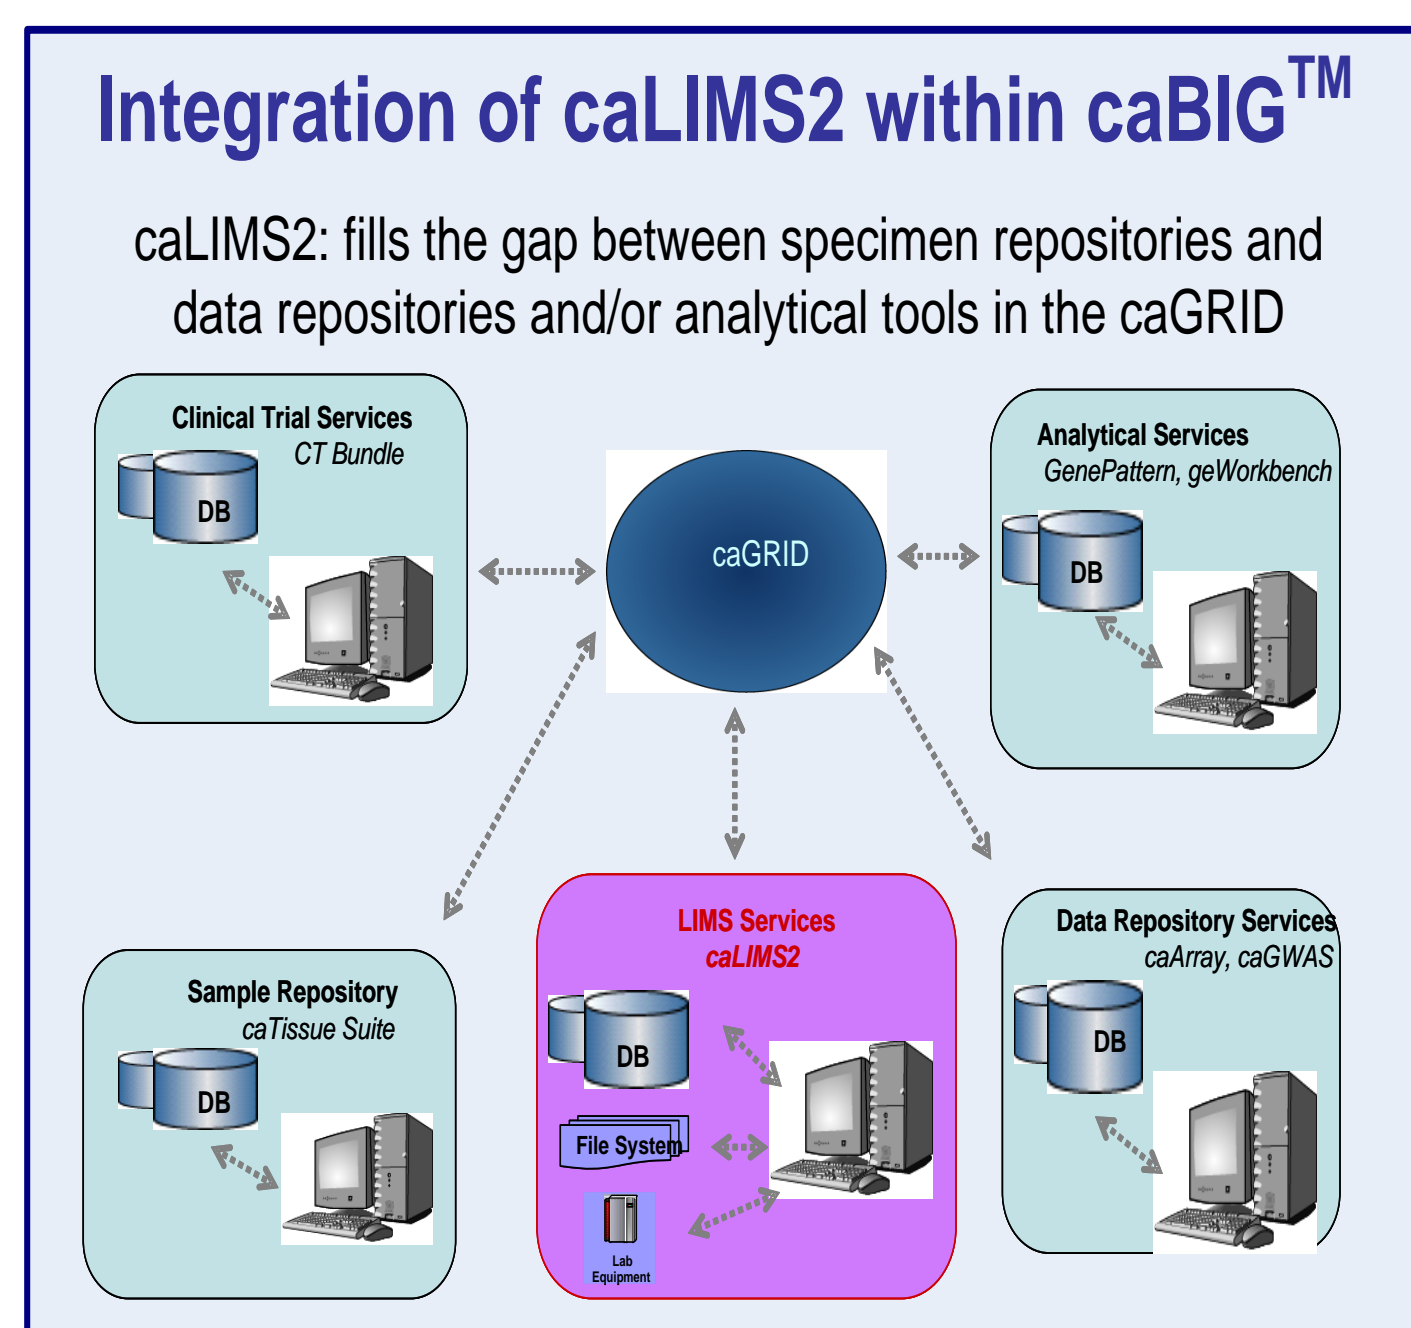 Integration of caLIMS2 within caBIG™
caLIMS2: fills the gap between specimen repositories and
data repositories and/or analytical tools in the caGRID
Clinical Trial Services
CT Bundle
DB
caGRID
Analytical Services
GenePattern, geWorkbench
DB
Sample Repository
caTissue Suite
DB
LIMS Services
caLIMS2
DB
File System
Lab
Equipment
Data Repository Services
caArray, caGWAS
DB